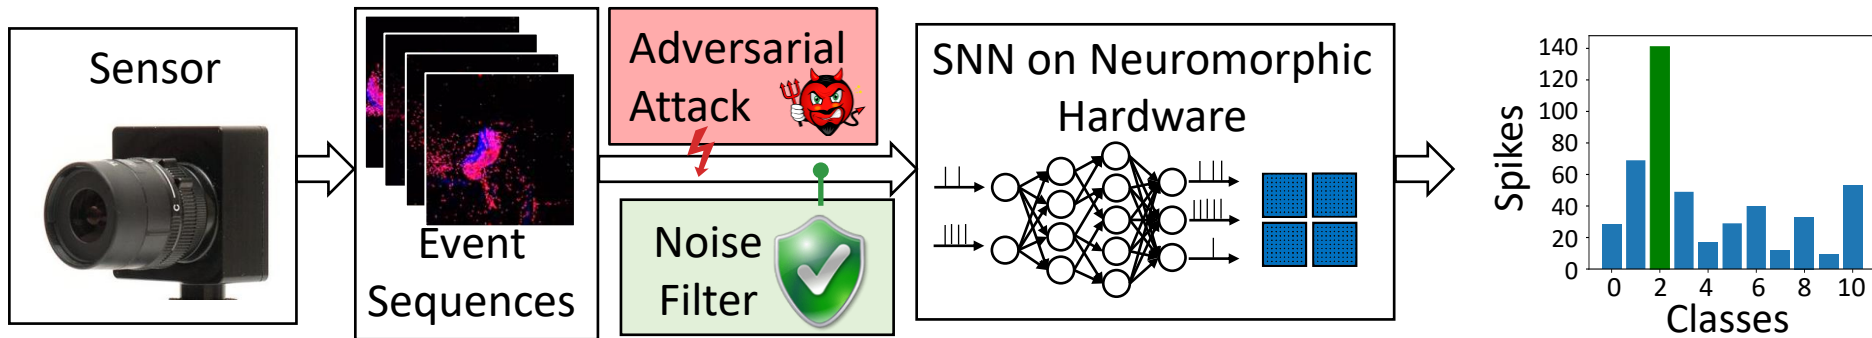 Sensor
Event
Sequences
Adversarial
Attack
Noise
Filter
SNN on Neuromorphic
Hardware
Spikes
140
120
100
80
60
40
20
0
0 2 4 6 8 10
Classes